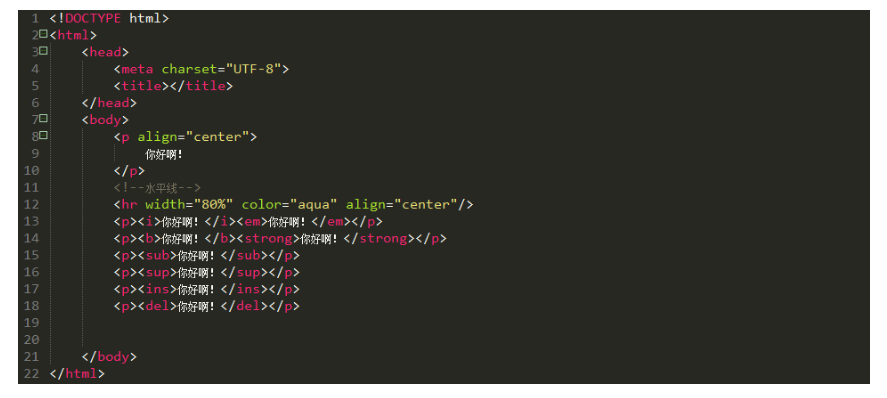 1 <!DOCTYPE html>
2 <html>
3 <head>
4 <meta charset="UTF-8">
5 <title></title>
6 </head>
7 <body>
8 <p align="center">
9 你好啊!
10 </p>
11 <!--水平线-->
12 <hr width="80%" color="aqua" align="center"/>
13 <p><i>你好啊! </i><em>你好啊! </em></p>
14 <p><b>你好啊! </b><strong>你好啊! </strong></p>
15 <p><sub>你好啊! </sub></p>
16 <p><sup>你好啊! </sup></p>
17 <p><ins>你好啊! </ins></p>
18 <p><del>你好啊! </del></p>
19
20
21 </body>
22 </html>